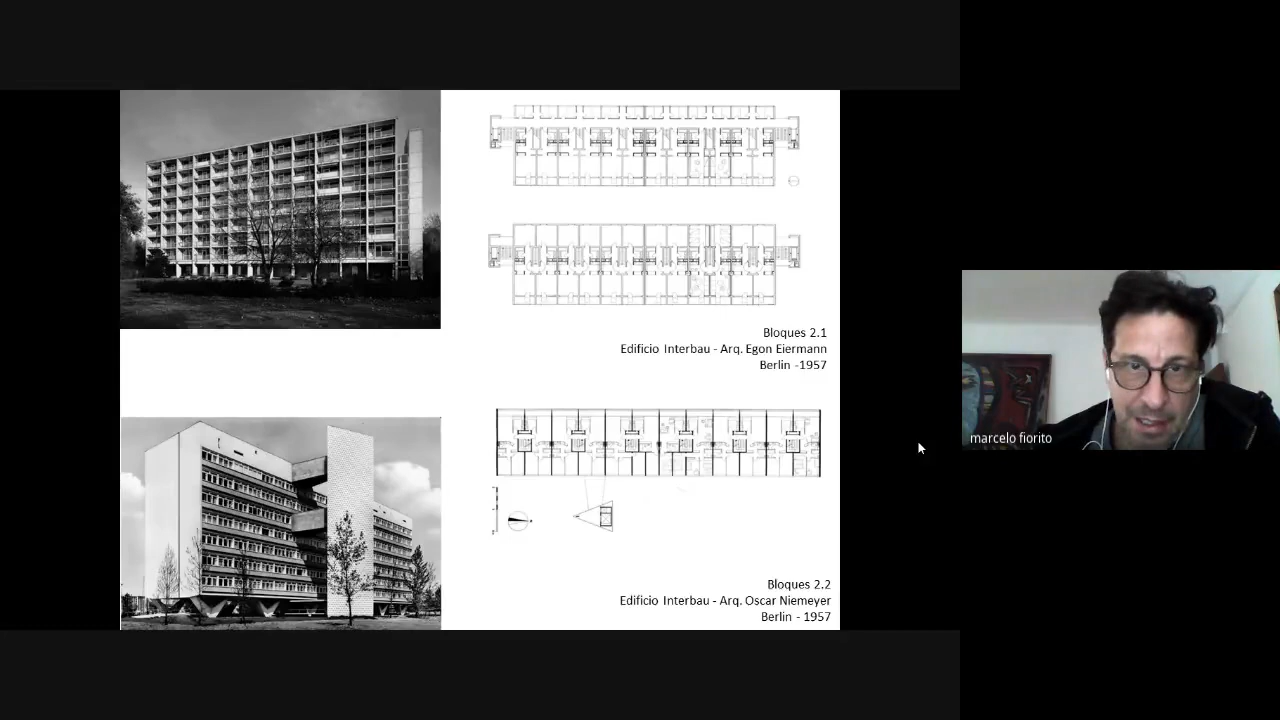 Bloques 2.1
Edificio Interbau - Arq. Egon Eiermann
Berlin -1957
marcelo fiorito
Bloques 2.2
Edificio Interbau - Arq. Oscar Niemeyer
Berlin - 1957